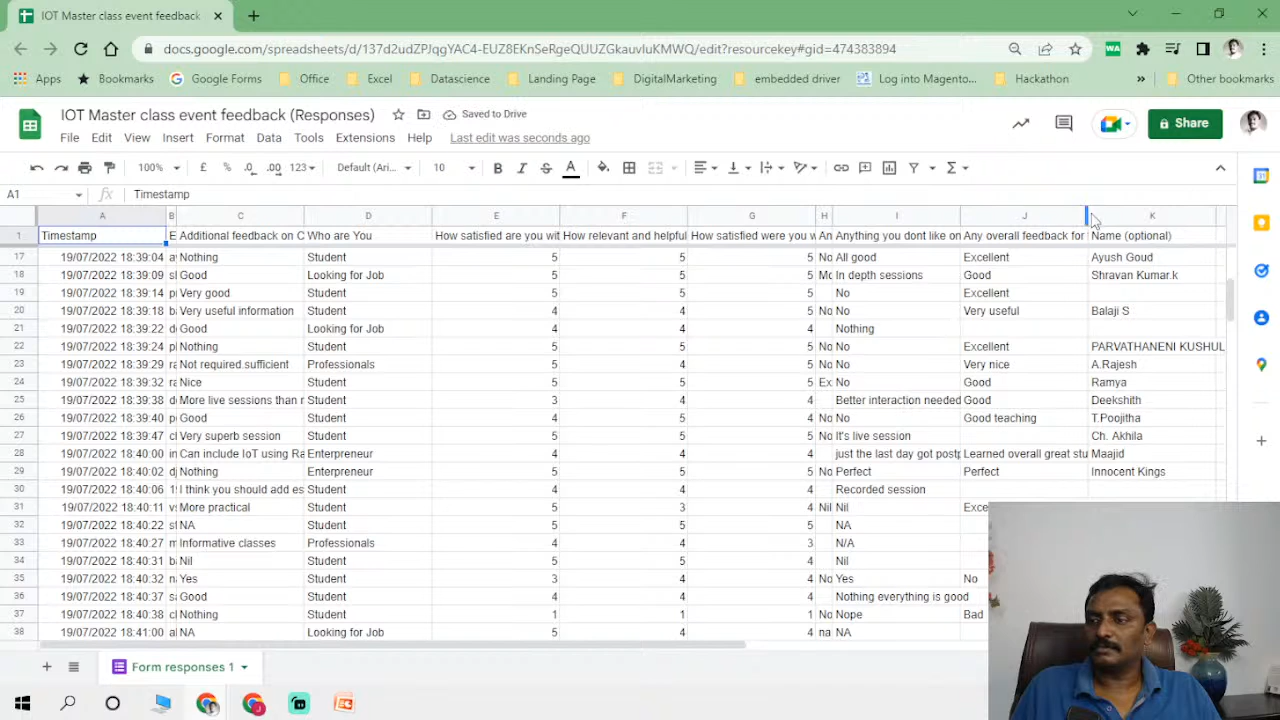 IOT Master class event feedback
docs.google.com/spreadsheets/d/137d2udZPJqgYAC4-EUZ8EKnSeRgeQUUZGkauvluKMWQ/edit?resourcekey#gid=474383894
Apps Bookmarks Google Forms Office Excel Datascience Landing Page DigitalMarketing embedded driver Log into Magento... Hackathon » Other bookmarks
IOT Master class event feedback (Responses) Saved to Drive
File Edit View Insert Format Data Tools Extensions Help Last edit was seconds ago
Share
100% £ % .0 .00 123 Default (Ari... 10 B I S A
A1 fx Timestamp
A B C D E F G H I J K
1 Timestamp E Additional feedback on C Who are You How satisfied are you wit How relevant and helpful How satisfied were you w An Anything you dont like on Any overall feedback for Name (optional)
17 19/07/2022 18:39:04 Nothing Student 5 5 5 No All good Excellent Ayush Goud
18 19/07/2022 18:39:09 Good Looking for Job 5 5 5 In depth sessions Good Shravan Kumar.k
19 19/07/2022 18:39:14 Very good Student 5 5 5 No Excellent
20 19/07/2022 18:39:18 Very useful information Student 4 4 5 No No Very useful Balaji S
21 19/07/2022 18:39:22 Good Looking for Job 4 4 4 Nothing
22 19/07/2022 18:39:24 Nothing Student 5 5 5 No No Excellent PARVATHANENI KUSHUL
23 19/07/2022 18:39:29 Not required sufficient Professionals 5 4 5 No No Very nice A.Rajesh
24 19/07/2022 18:39:32 Nice Student 5 5 5 Ex No Good Ramya
25 19/07/2022 18:39:38 More live sessions than r Student 3 4 4 Better interaction needed Good Deekshith
26 19/07/2022 18:39:40 Good Student 4 5 4 No No Good teaching T.Poojitha
27 19/07/2022 18:39:47 Very superb session Student 5 5 5 No It's live session Ch. Akhila
28 19/07/2022 18:40:00 Can include IoT using Ra Enterpreneur 4 4 4 just the last day got postp Learned overall great stu Maajid
29 19/07/2022 18:40:02 Nothing Enterpreneur 5 5 5 No Perfect Perfect Innocent Kings
30 19/07/2022 18:40:06 I think you should add es Student 4 4 4 Recorded session
31 19/07/2022 18:40:11 More practical Student 5 3 4 Nil Nil Exce
32 19/07/2022 18:40:22 NA Student 5 5 4 NA
33 19/07/2022 18:40:27 Informative classes Professionals 4 4 3 N/A
34 19/07/2022 18:40:31 Nil Student 5 5 4 Nil
35 19/07/2022 18:40:32 Yes Student 3 4 4 No Yes No
36 19/07/2022 18:40:37 Good Student 4 4 4 Nothing everything is good
37 19/07/2022 18:40:38 Nothing Student 1 1 1 No Nope Bad
38 19/07/2022 18:41:00 NA Looking for Job 5 4 4 na NA
Form responses 1